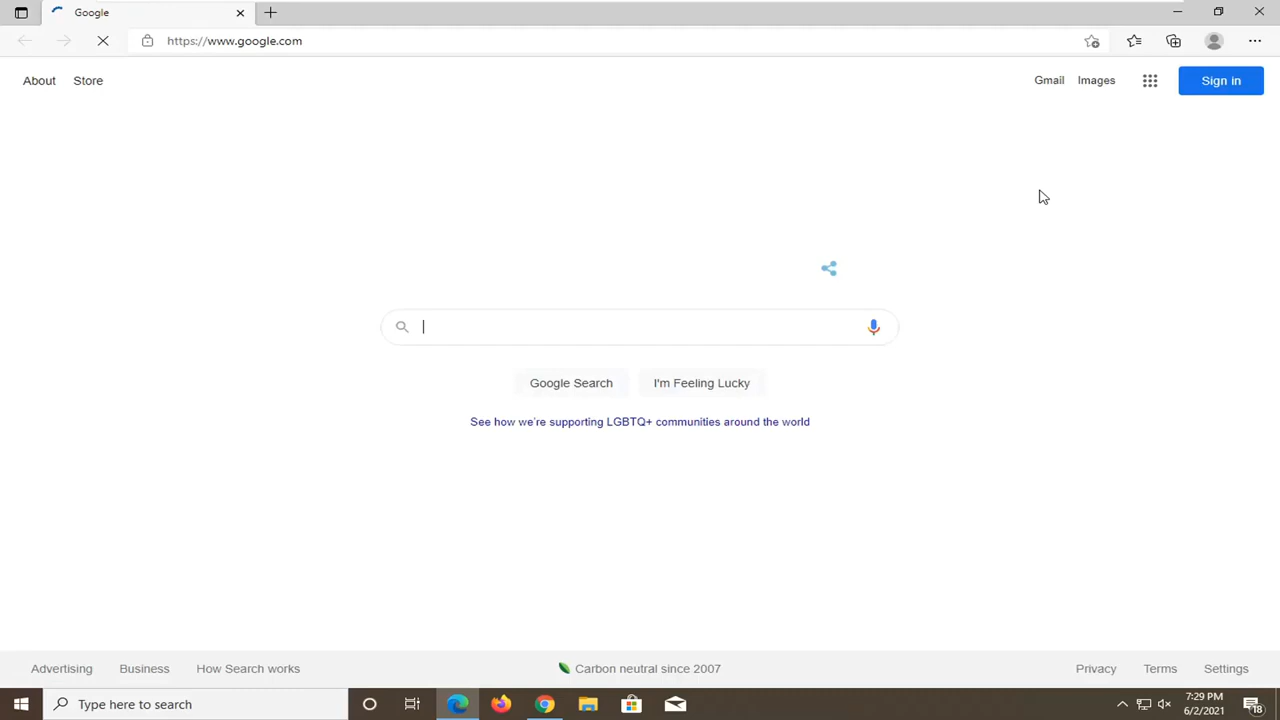 Google
https://www.google.com
About Store
Gmail Images Sign in
Google Search I'm Feeling Lucky
See how we're supporting LGBTQ+ communities around the world
Advertising Business How Search works
Carbon neutral since 2007
Privacy Terms Settings
Type here to search
7:29 PM
6/2/2021
18